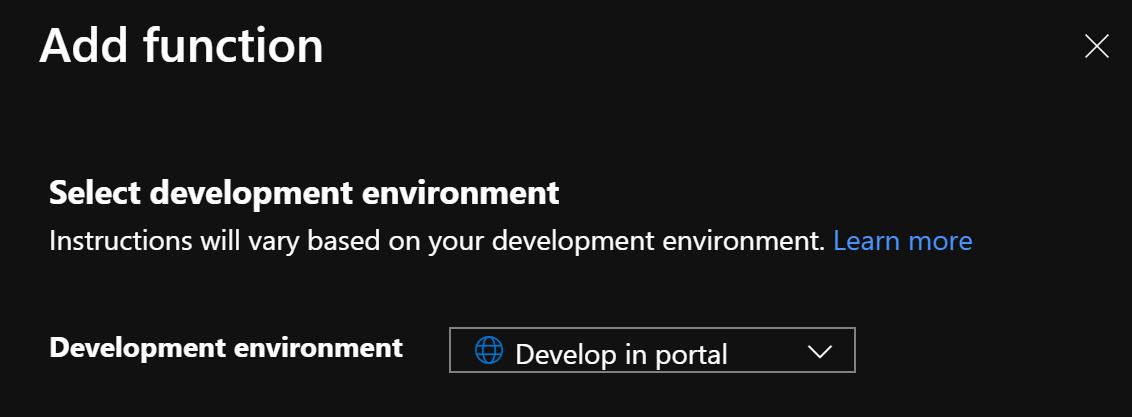 Add function
Select development environment
Instructions will vary based on your development environment. Learn more
Development environment
Develop in portal